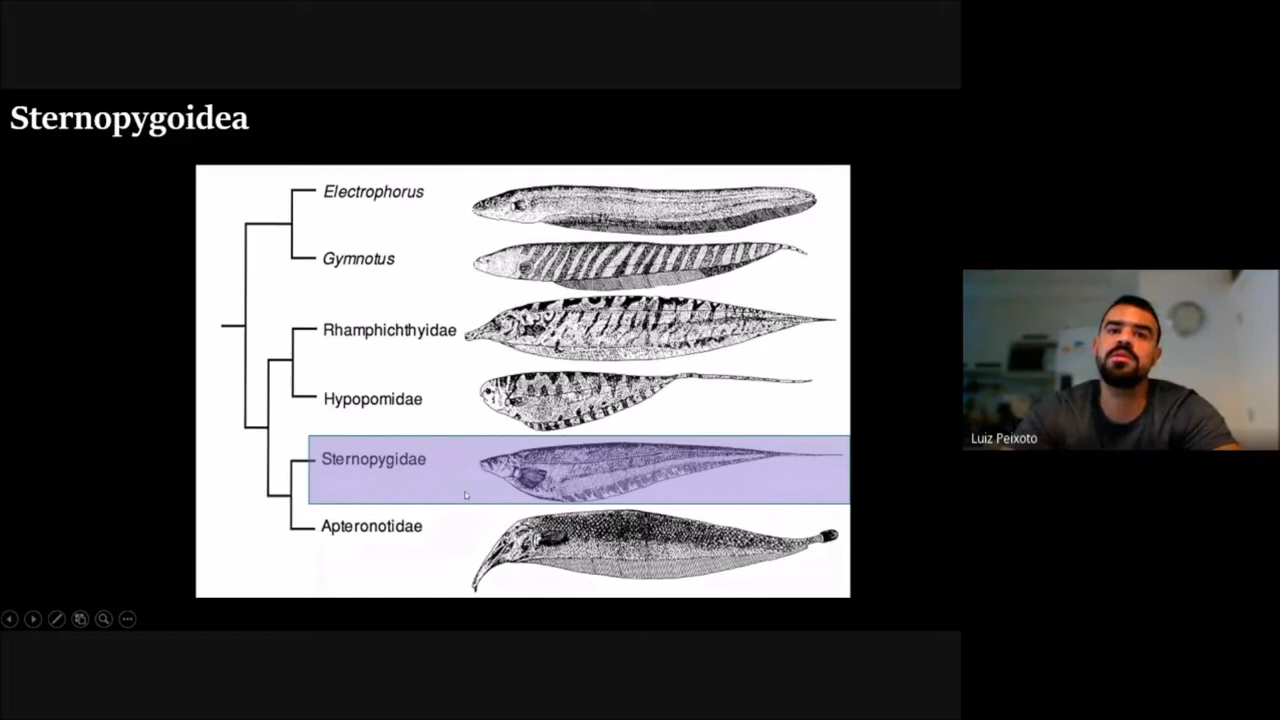 Sternopygoidea
Electrophorus
Gymnotus
Rhamphichthyidae
Hypopomidae
Sternopygidae
Apteronotidae
Luiz Peixoto